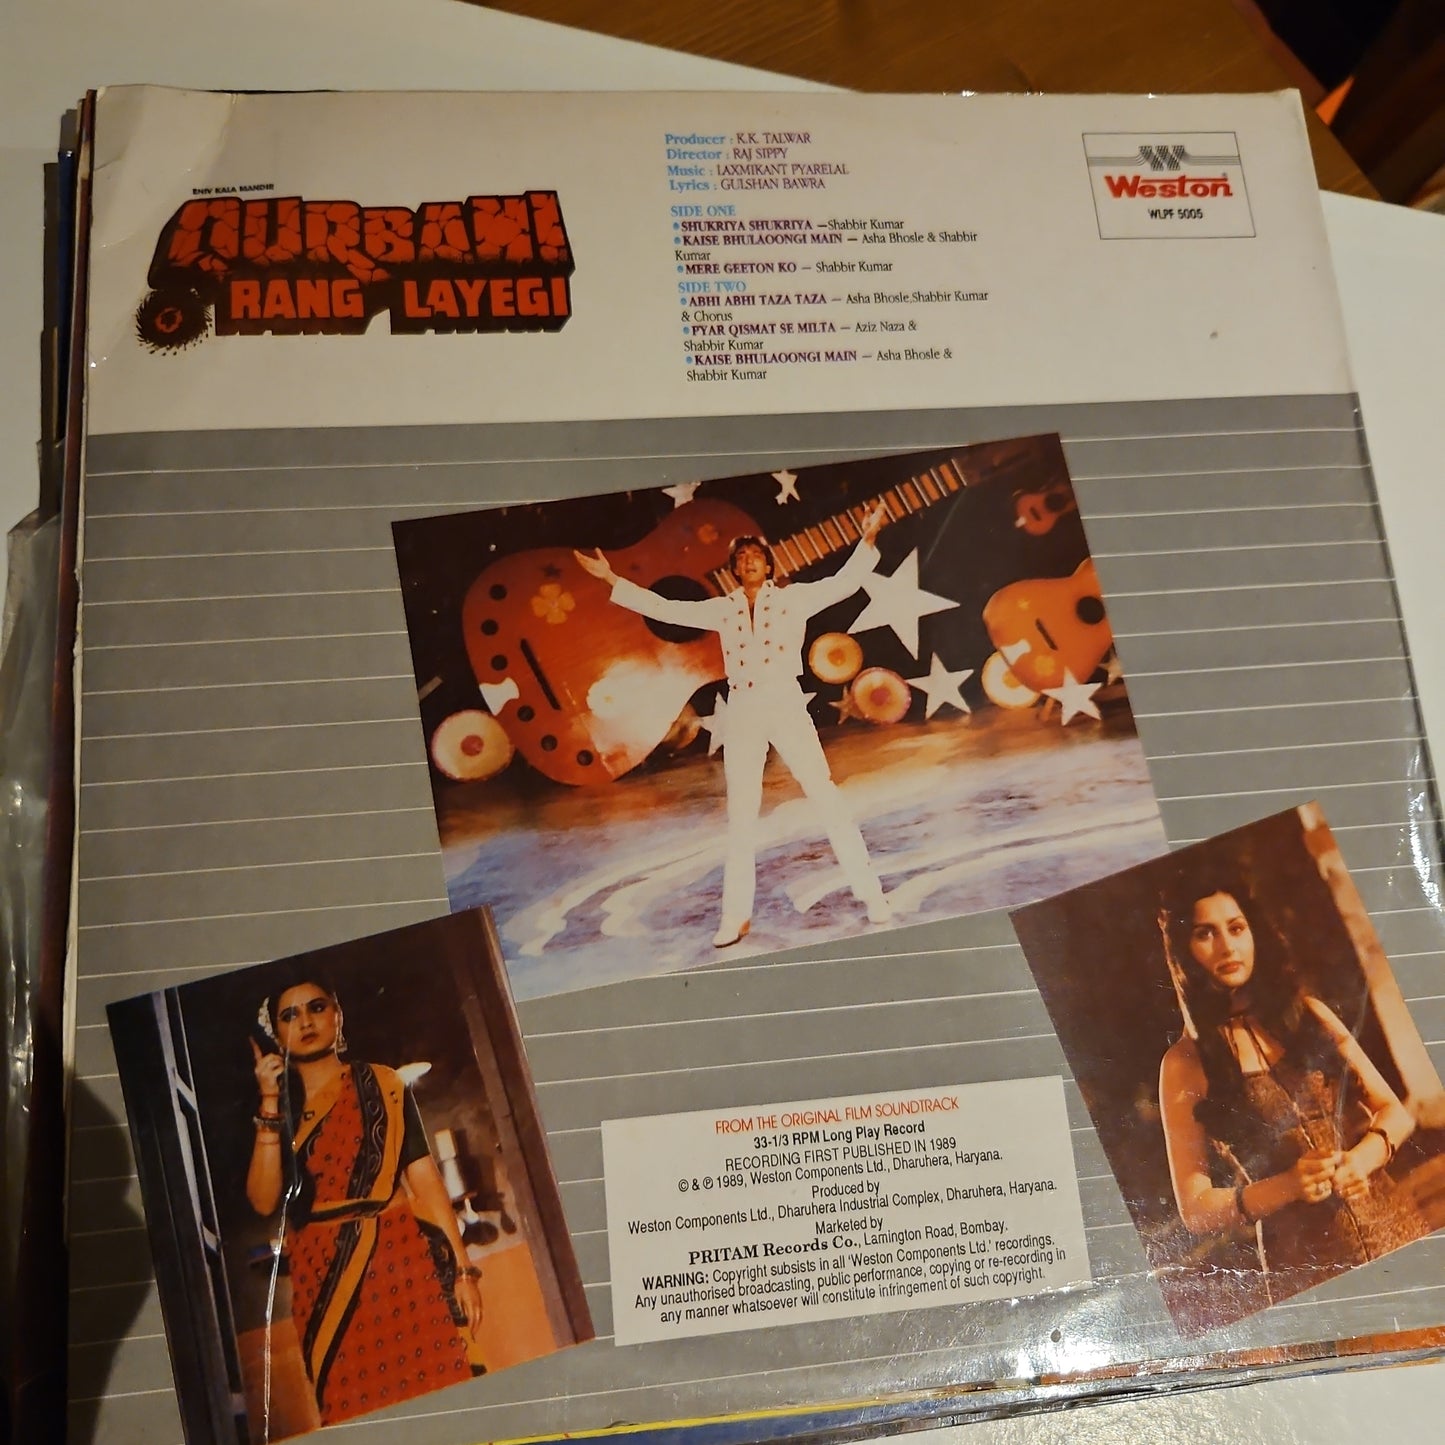 ENIV KALA MANDIR
QURBANI
RANG LAYEGI
Producer : K.K. TALWAR
Director : RAJ SIPPY
Music : LAXMIKANT PYARELAL
Lyrics : GULSHAN BAWRA
SIDE ONE
• SHUKRIYA SHUKRIYA —Shabbir Kumar
• KAISE BHULAOONGI MAIN — Asha Bhosle & Shabbir
Kumar
• MERE GEETON KO — Shabbir Kumar
SIDE TWO
• ABHI ABHI TAZA TAZA — Asha Bhosle,Shabbir Kumar
& Chorus
• PYAR QISMAT SE MILTA — Aziz Naza &
Shabbir Kumar
• KAISE BHULAOONGI MAIN — Asha Bhosle &
Shabbir Kumar
W
Weston®
WLPF 5005
FROM THE ORIGINAL FILM SOUNDTRACK
33-1/3 RPM Long Play Record
RECORDING FIRST PUBLISHED IN 1989
© & ℗ 1989, Weston Components Ltd., Dharuhera, Haryana.
Produced by
Weston Components Ltd., Dharuhera Industrial Complex, Dharuhera, Haryana.
Marketed by
PRITAM Records Co., Lamington Road, Bombay.
WARNING: Copyright subsists in all 'Weston Components Ltd.' recordings.
Any unauthorised broadcasting, public performance, copying or re-recording in
any manner whatsoever will constitute infringement of such copyright.